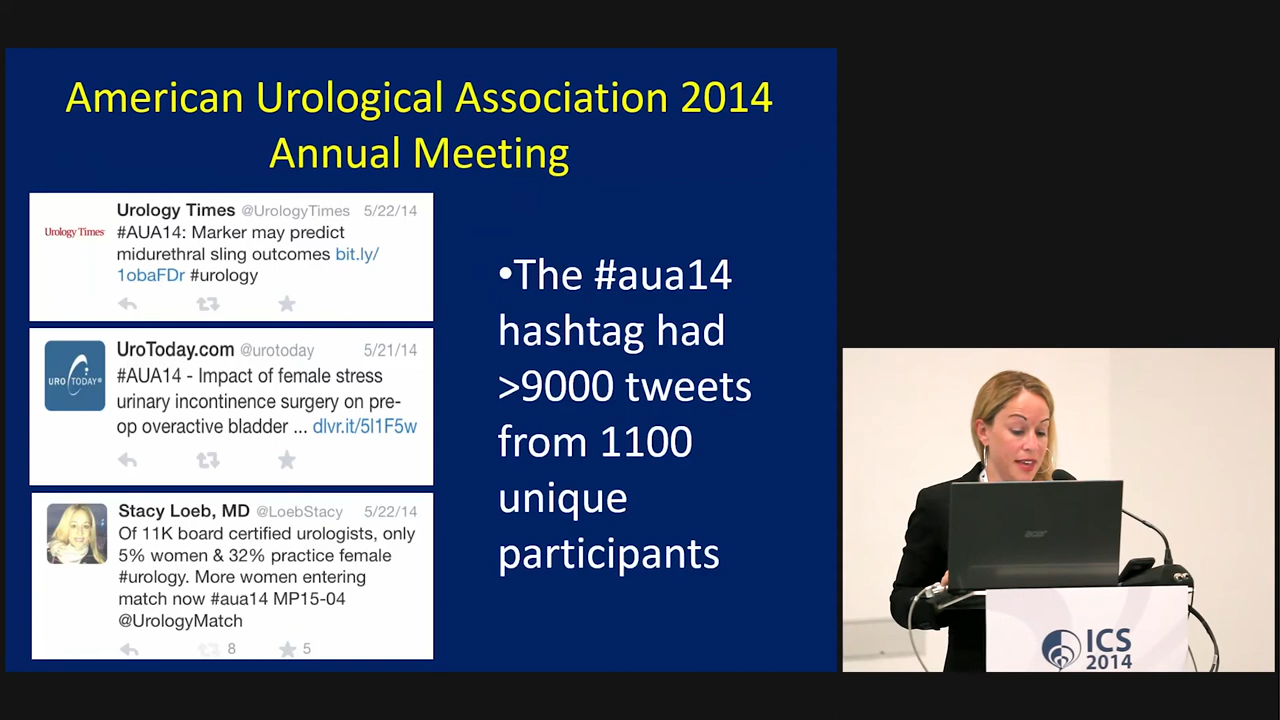 American Urological Association 2014
Annual Meeting
Urology Times @UrologyTimes 5/22/14
Urology Times
#AUA14: Marker may predict
midurethral sling outcomes bit.ly/
1obaFDr #urology
UroToday.com @urotoday 5/21/14
URO TODAY
#AUA14 - Impact of female stress
urinary incontinence surgery on pre-
op overactive bladder ... dlvr.it/5l1F5w
Stacy Loeb, MD @LoebStacy 5/22/14
Of 11K board certified urologists, only
5% women & 32% practice female
#urology. More women entering
match now #aua14 MP15-04
@UrologyMatch
8 5
•The #aua14
hashtag had
>9000 tweets
from 1100
unique
participants
acer
ICS
2014